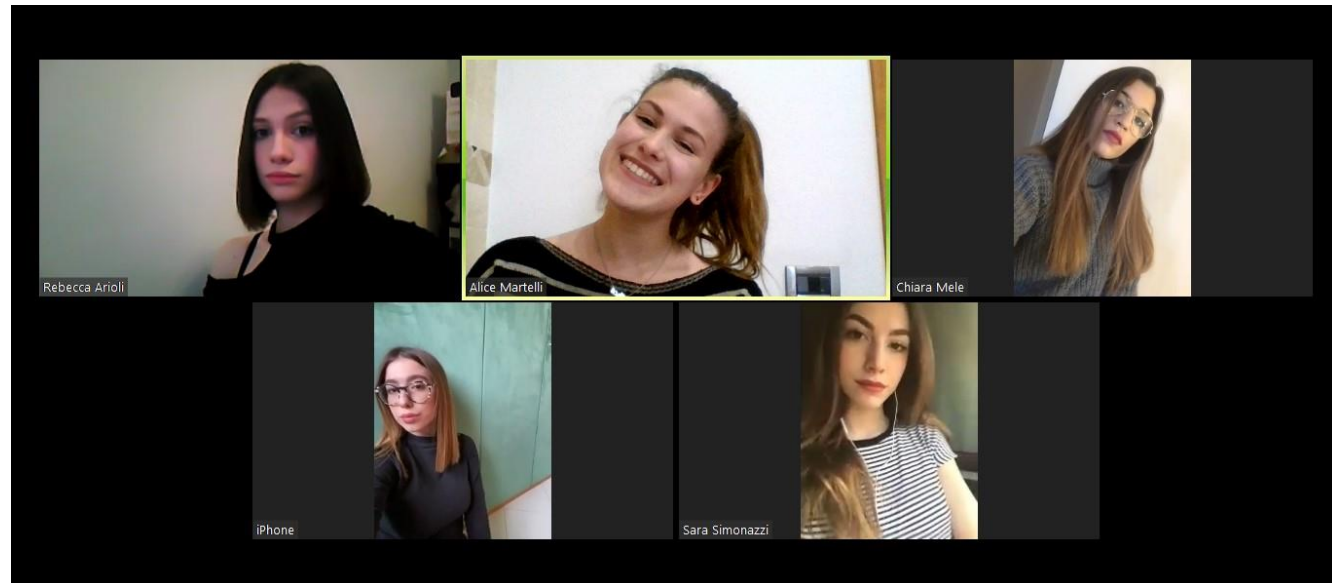 Rebecca Arioli
Alice Martelli
Chiara Mele
iPhone
Sara Simonazzi